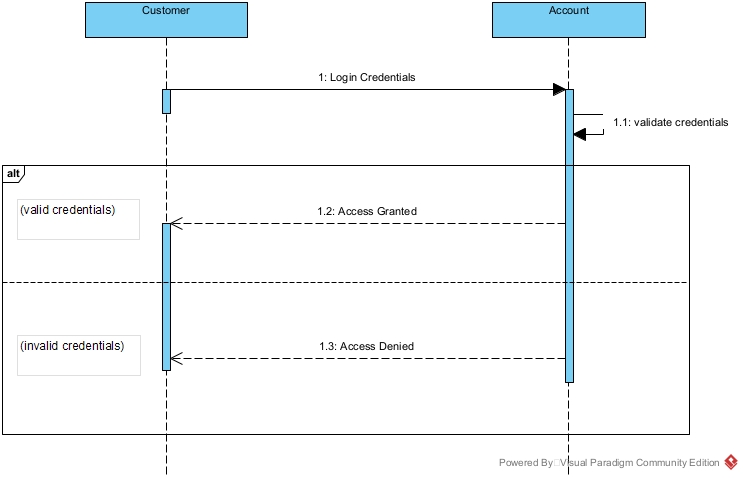 Customer
Account
1: Login Credentials
1.1: validate credentials
alt
(valid credentials)
1.2: Access Granted
(invalid credentials)
1.3: Access Denied
Powered By Visual Paradigm Community Edition